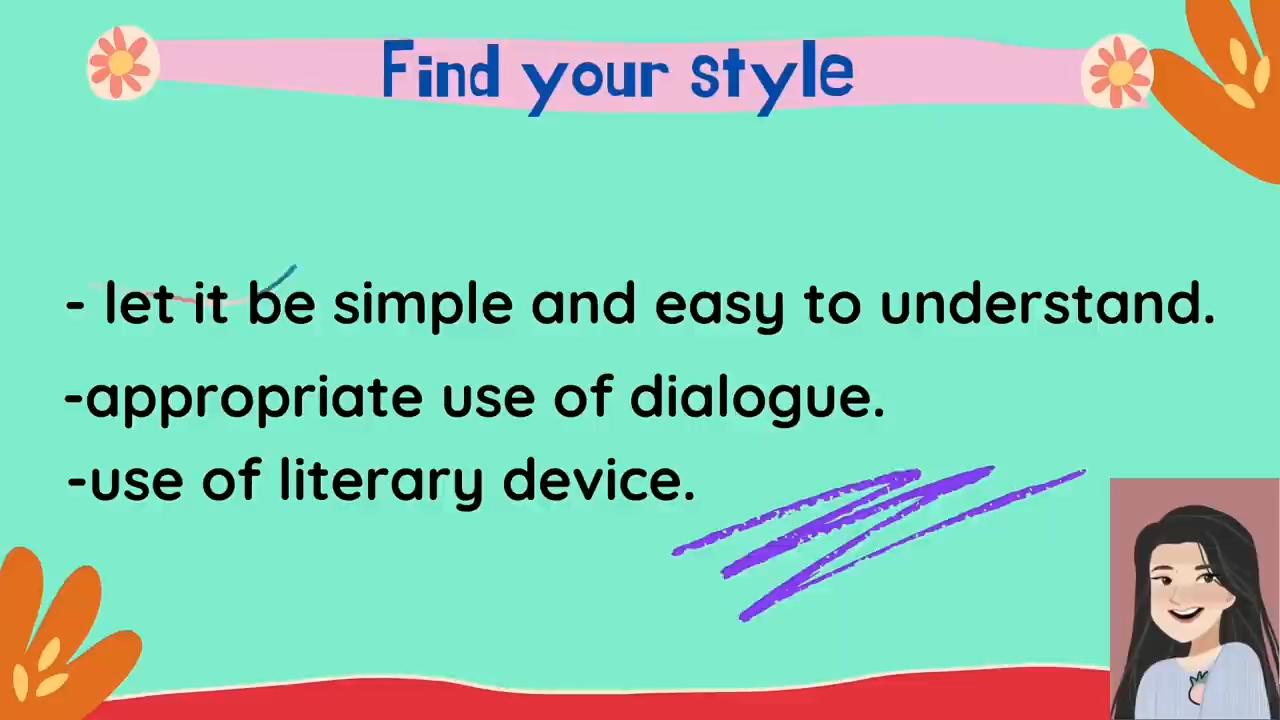 Find your style
- let it be simple and easy to understand.
-appropriate use of dialogue.
-use of literary device.